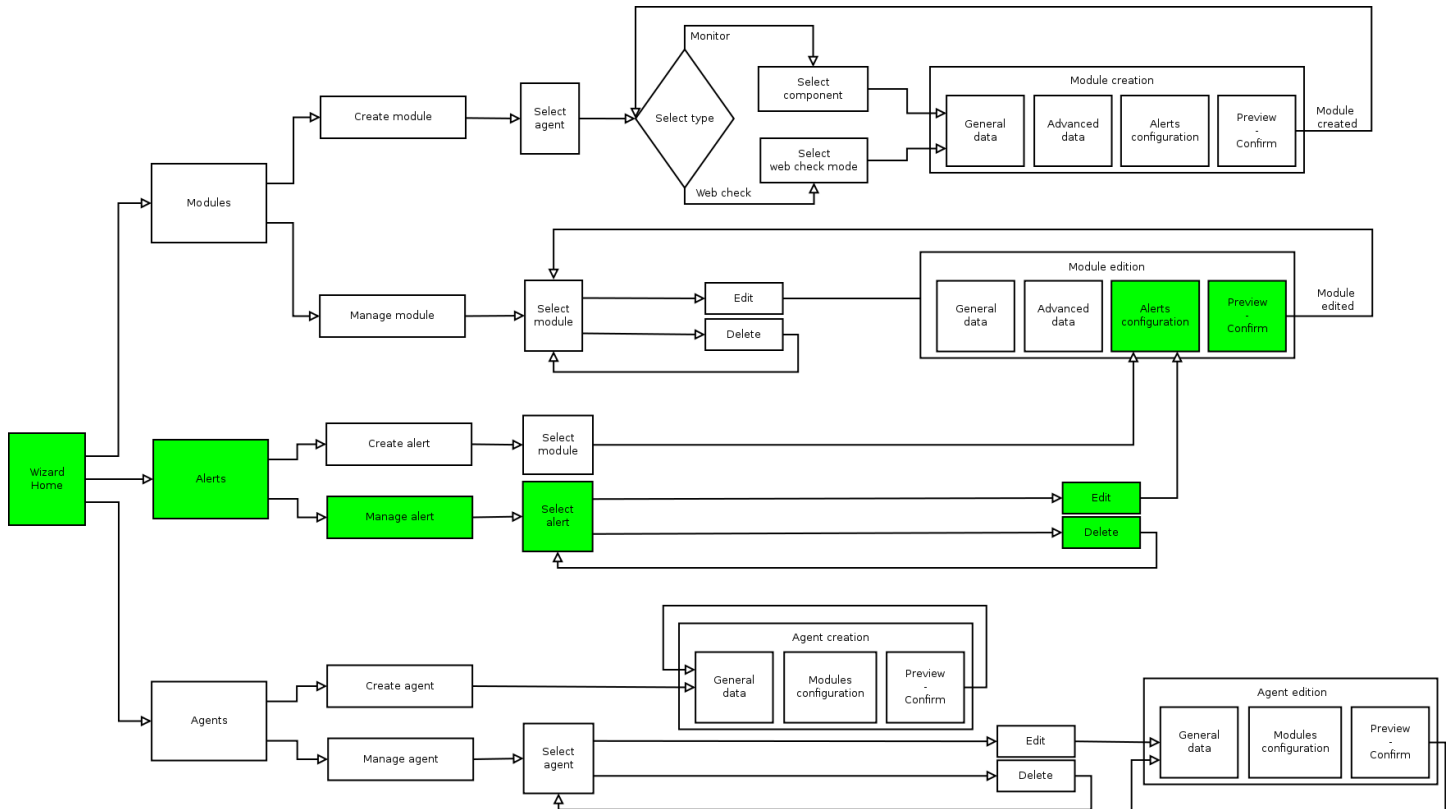 Monitor
Module creation
Select
component
Create module
Select
agent
Select type
General
data
Advanced
data
Alerts
configuration
Preview
-
Confirm
Module
created
Select
web check mode
Web check
Modules
Module edition
Manage module
Select
module
Edit
Delete
General
data
Advanced
data
Alerts
configuration
Preview
-
Confirm
Module
edited
Wizard
Home
Alerts
Create alert
Select
module
Manage alert
Select
alert
Edit
Delete
Agent creation
Create agent
General
data
Modules
configuration
Preview
-
Confirm
Agents
Manage agent
Select
agent
Edit
Delete
Agent edition
General
data
Modules
configuration
Preview
-
Confirm